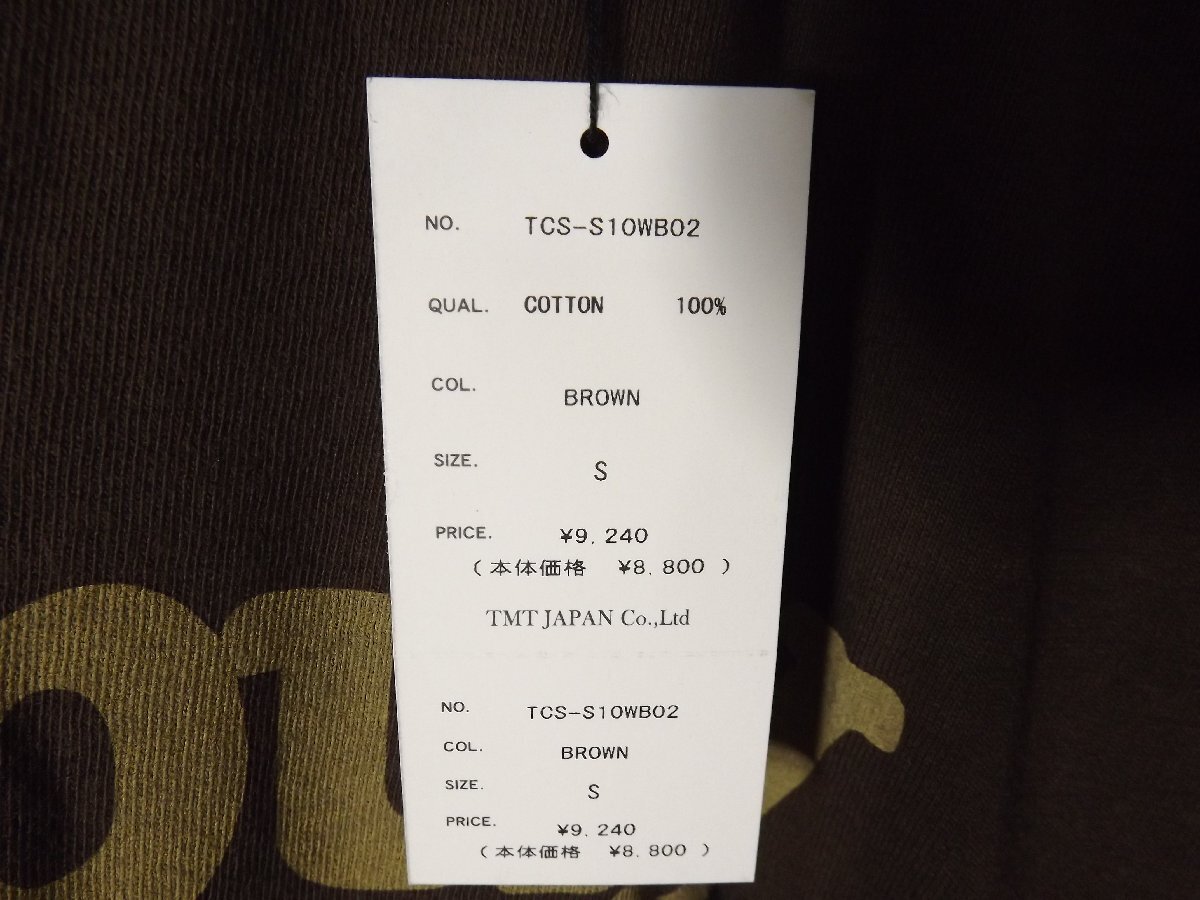 NO. TCS-S10WB02
QUAL. COTTON 100%
COL. BROWN
SIZE. S
PRICE. ¥9,240
(本体価格 ¥8,800 )
TMT JAPAN Co.,Ltd
NO. TCS-S10WB02
COL. BROWN
SIZE. S
PRICE. ¥9,240
(本体価格 ¥8,800 )